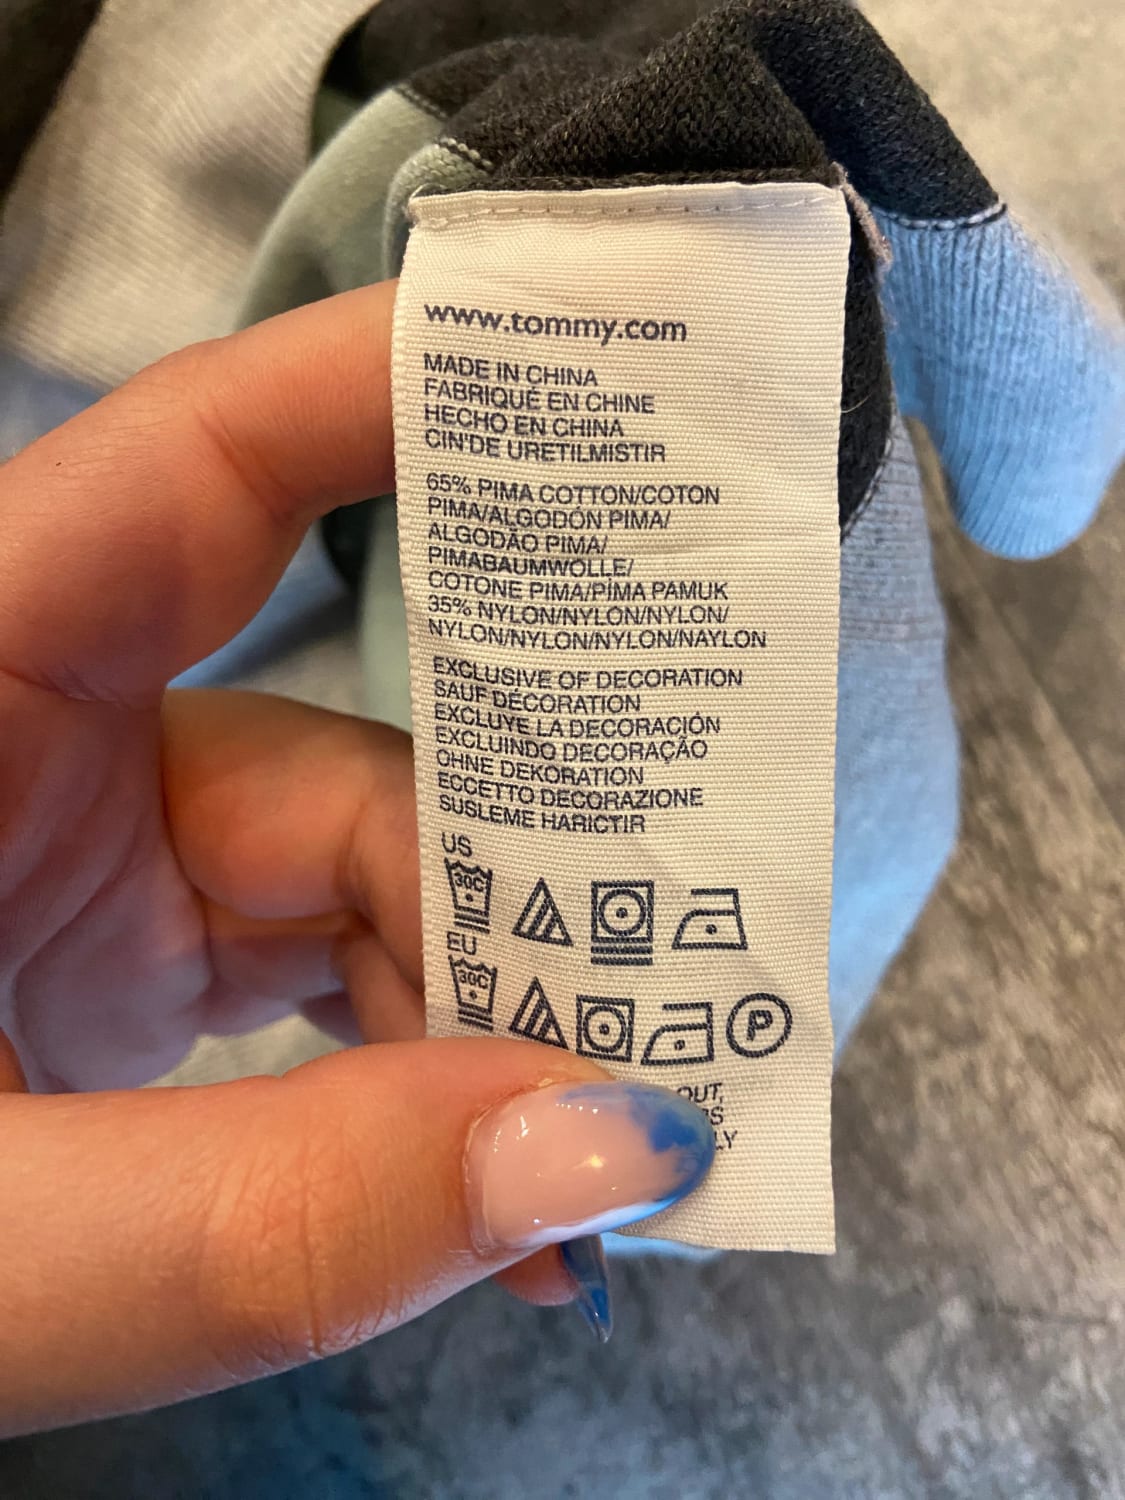 www.tommy.com
MADE IN CHINA
FABRIQUÉ EN CHINE
HECHO EN CHINA
CIN'DE URETILMISTIR
65% PIMA COTTON/COTON
PIMA/ALGODÓN PIMA/
ALGODÃO PIMA/
PIMABAUMWOLLE/
COTONE PIMA/PIMA PAMUK
35% NYLON/NYLON/NYLON/
NYLON/NYLON/NYLON/NAYLON
EXCLUSIVE OF DECORATION
SAUF DÉCORATION
EXCLUYE LA DECORACIÓN
EXCLUINDO DECORAÇÃO
OHNE DEKORATION
ECCETTO DECORAZIONE
SUSLEME HARICTIR
US
30C
EU
30C
P
OUT,